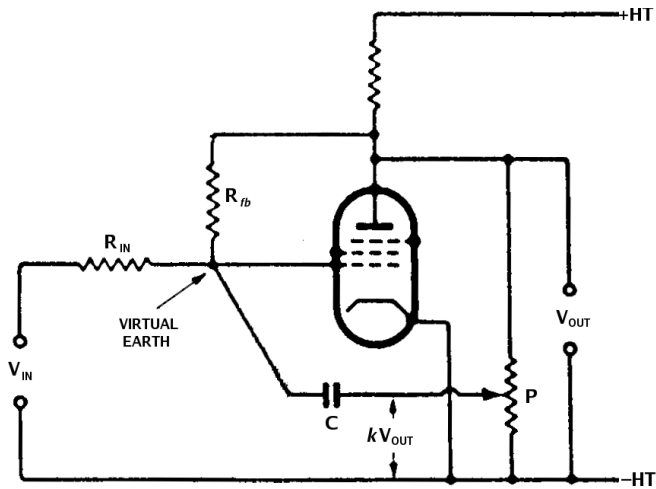 +HT
R fb
R IN
VIRTUAL
EARTH
V OUT
V IN
P
C
kV OUT
−HT